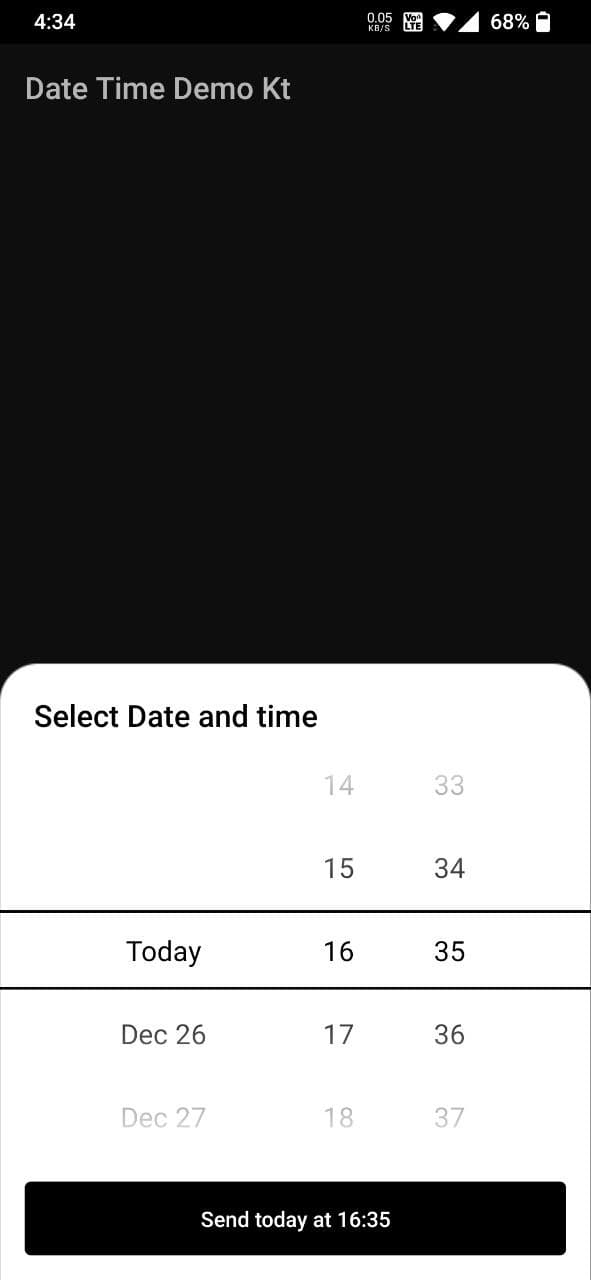 4:34 0.05 KB/S Vo LTE 68%
Date Time Demo Kt
Select Date and time
14 33
15 34
Today 16 35
Dec 26 17 36
Dec 27 18 37
Send today at 16:35